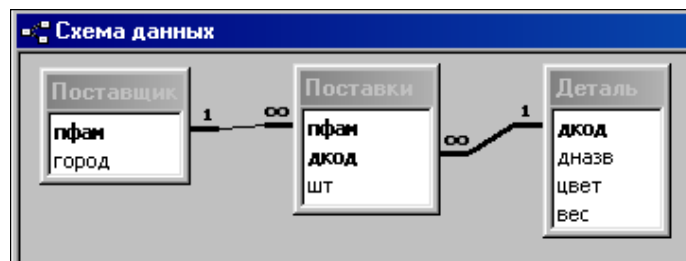 Схема данных
Поставщик
пфам
город
1
∞
Поставки
пфам
дкод
шт
∞
1
Деталь
дкод
дназв
цвет
вес